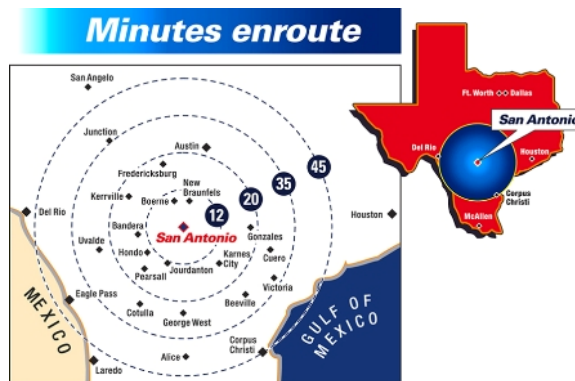 Minutes enroute
San Angelo
Junction
Austin
Fredericksburg
New
Braunfels
Kerrville
Boerne
12
20
35
45
Del Rio
Bandera
San Antonio
Gonzales
Houston
Uvalde
Hondo
Jourdanton
Karnes
City
Cuero
Pearsall
Victoria
Eagle Pass
Cotulla
George West
Beeville
Corpus
Christi
Alice
Laredo
MEXICO
GULF OF
MEXICO
Ft. Worth
Dallas
San Antonio
Del Rio
Houston
Corpus
Christi
McAllen